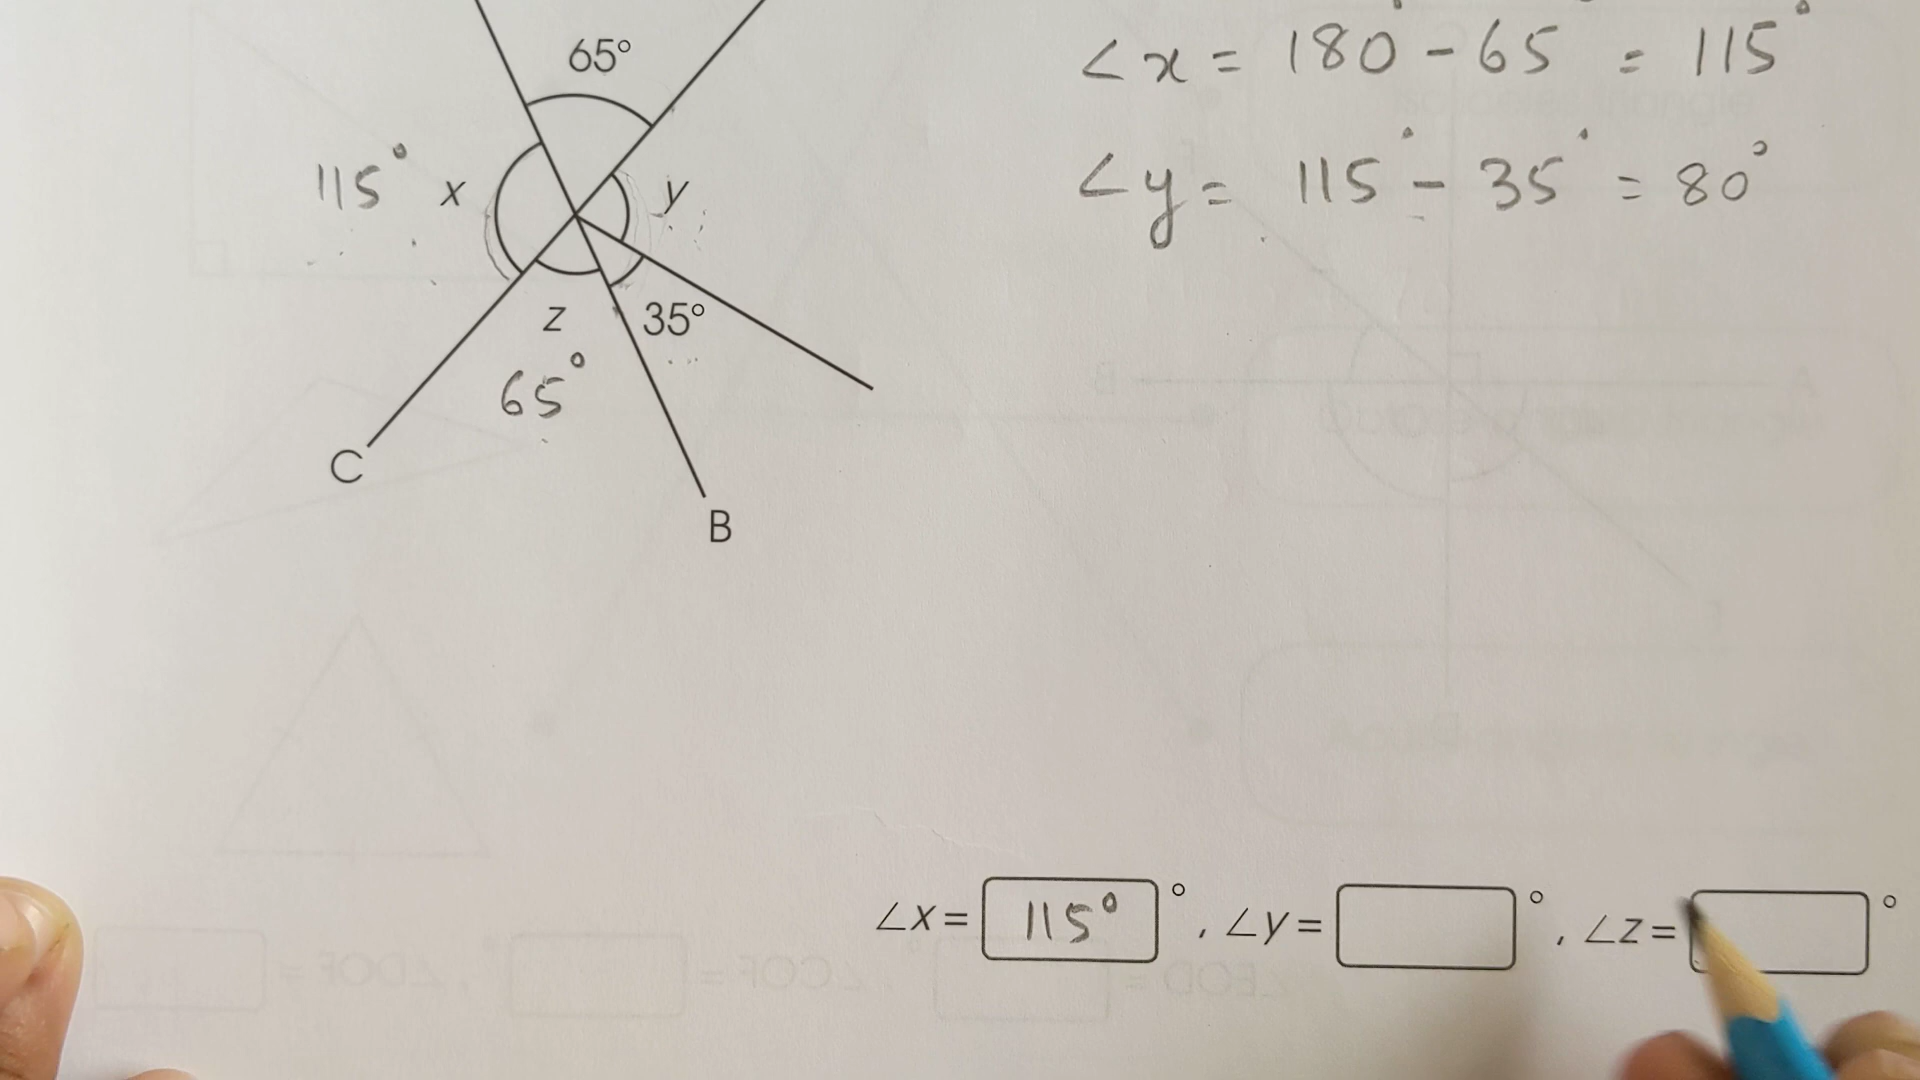 65°
∠x = 180° - 65° = 115°
115° x
y
∠y = 115° - 35° = 80°
z
35°
65°
C
B
∠x = 115° °, ∠y = °, ∠z = °